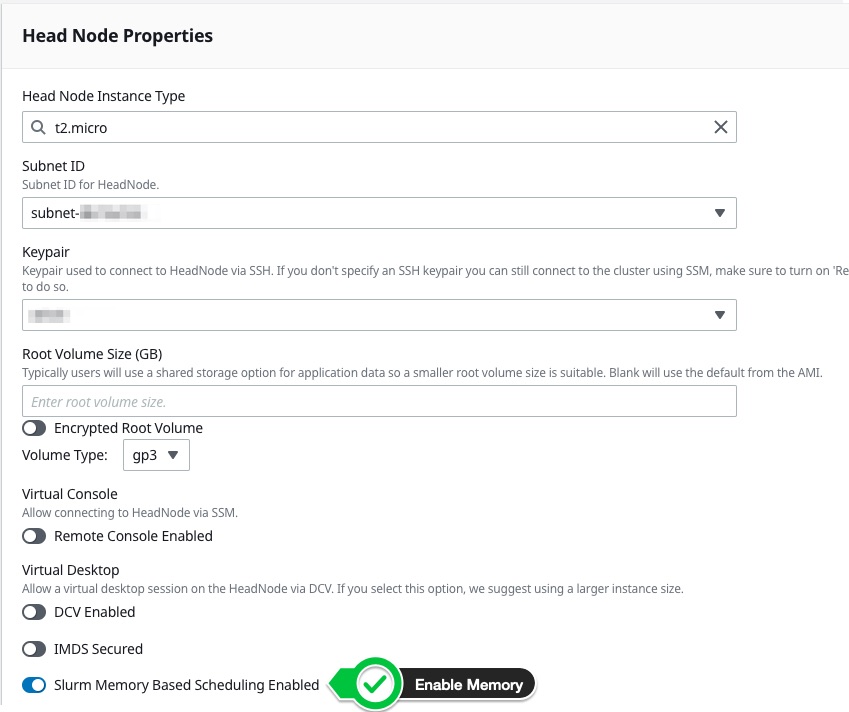 Head Node Properties
Head Node Instance Type
t2.micro
Subnet ID
Subnet ID for HeadNode.
subnet-
Keypair
Keypair used to connect to HeadNode via SSH. If you don't specify an SSH keypair you can still connect to the cluster using SSM, make sure to turn on 'Re
to do so.
Root Volume Size (GB)
Typically users will use a shared storage option for application data so a smaller root volume size is suitable. Blank will use the default from the AMI.
Enter root volume size.
Encrypted Root Volume
Volume Type: gp3
Virtual Console
Allow connecting to HeadNode via SSM.
Remote Console Enabled
Virtual Desktop
Allow a virtual desktop session on the HeadNode via DCV. If you select this option, we suggest using a larger instance size.
DCV Enabled
IMDS Secured
Slurm Memory Based Scheduling Enabled Enable Memory